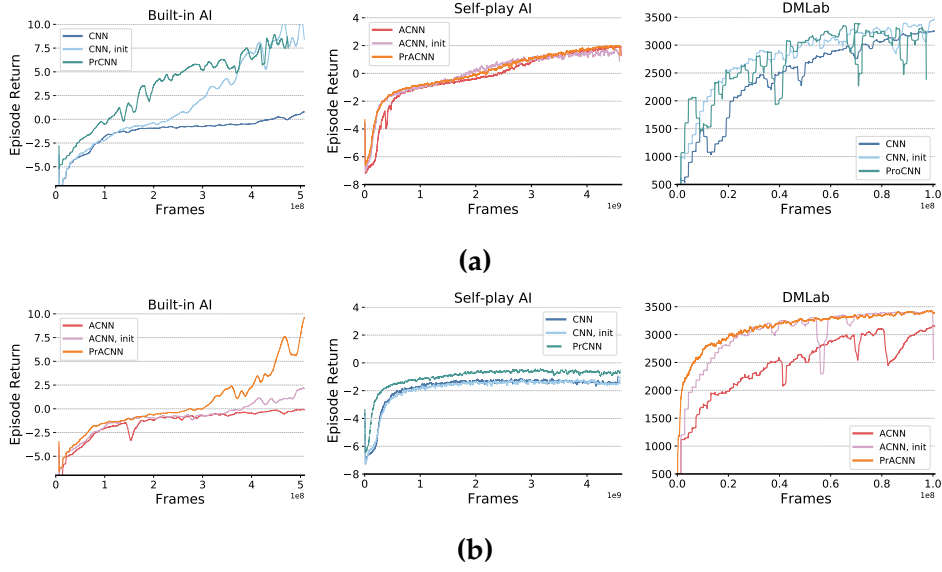 Built-in AI
Episode Return
10.0
7.5
5.0
2.5
0.0
−2.5
−5.0
CNN
CNN, init
PrCNN
0 1 2 3 4 5
1e8
Frames
Self-play AI
Episode Return
4
2
0
−2
−4
−6
−8
ACNN
ACNN, init
PrACNN
0 1 2 3 4
1e9
Frames
DMLab
Episode Return
3500
3000
2500
2000
1500
1000
500
CNN
CNN, init
ProCNN
0.0 0.2 0.4 0.6 0.8 1.0
1e8
Frames
(a)
Built-in AI
Episode Return
10.0
7.5
5.0
2.5
0.0
−2.5
−5.0
ACNN
ACNN, init
PrACNN
0 1 2 3 4 5
1e8
Frames
Self-play AI
Episode Return
4
2
0
−2
−4
−6
−8
CNN
CNN, init
PrCNN
0 1 2 3 4
1e9
Frames
DMLab
Episode Return
3500
3000
2500
2000
1500
1000
500
ACNN
ACNN, init
PrACNN
0.0 0.2 0.4 0.6 0.8 1.0
1e8
Frames
(b)